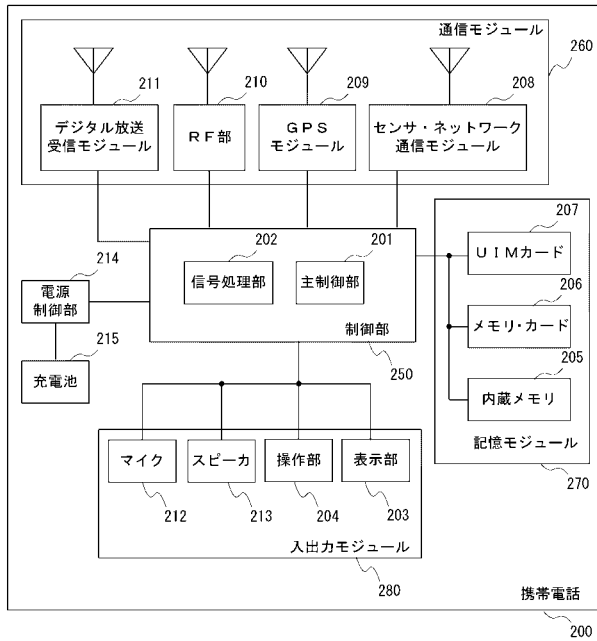 通信モジュール
260
211
210
209
208
デジタル放送
受信モジュール
RF部
GPS
モジュール
センサ・ネットワーク
通信モジュール
202
信号処理部
201
主制御部
制御部
250
214
電源
制御部
215
充電池
207
UIMカード
206
メモリ・カード
205
内蔵メモリ
記憶モジュール
270
マイク
スピーカ
操作部
表示部
212
213
204
203
入出力モジュール
280
携帯電話
200